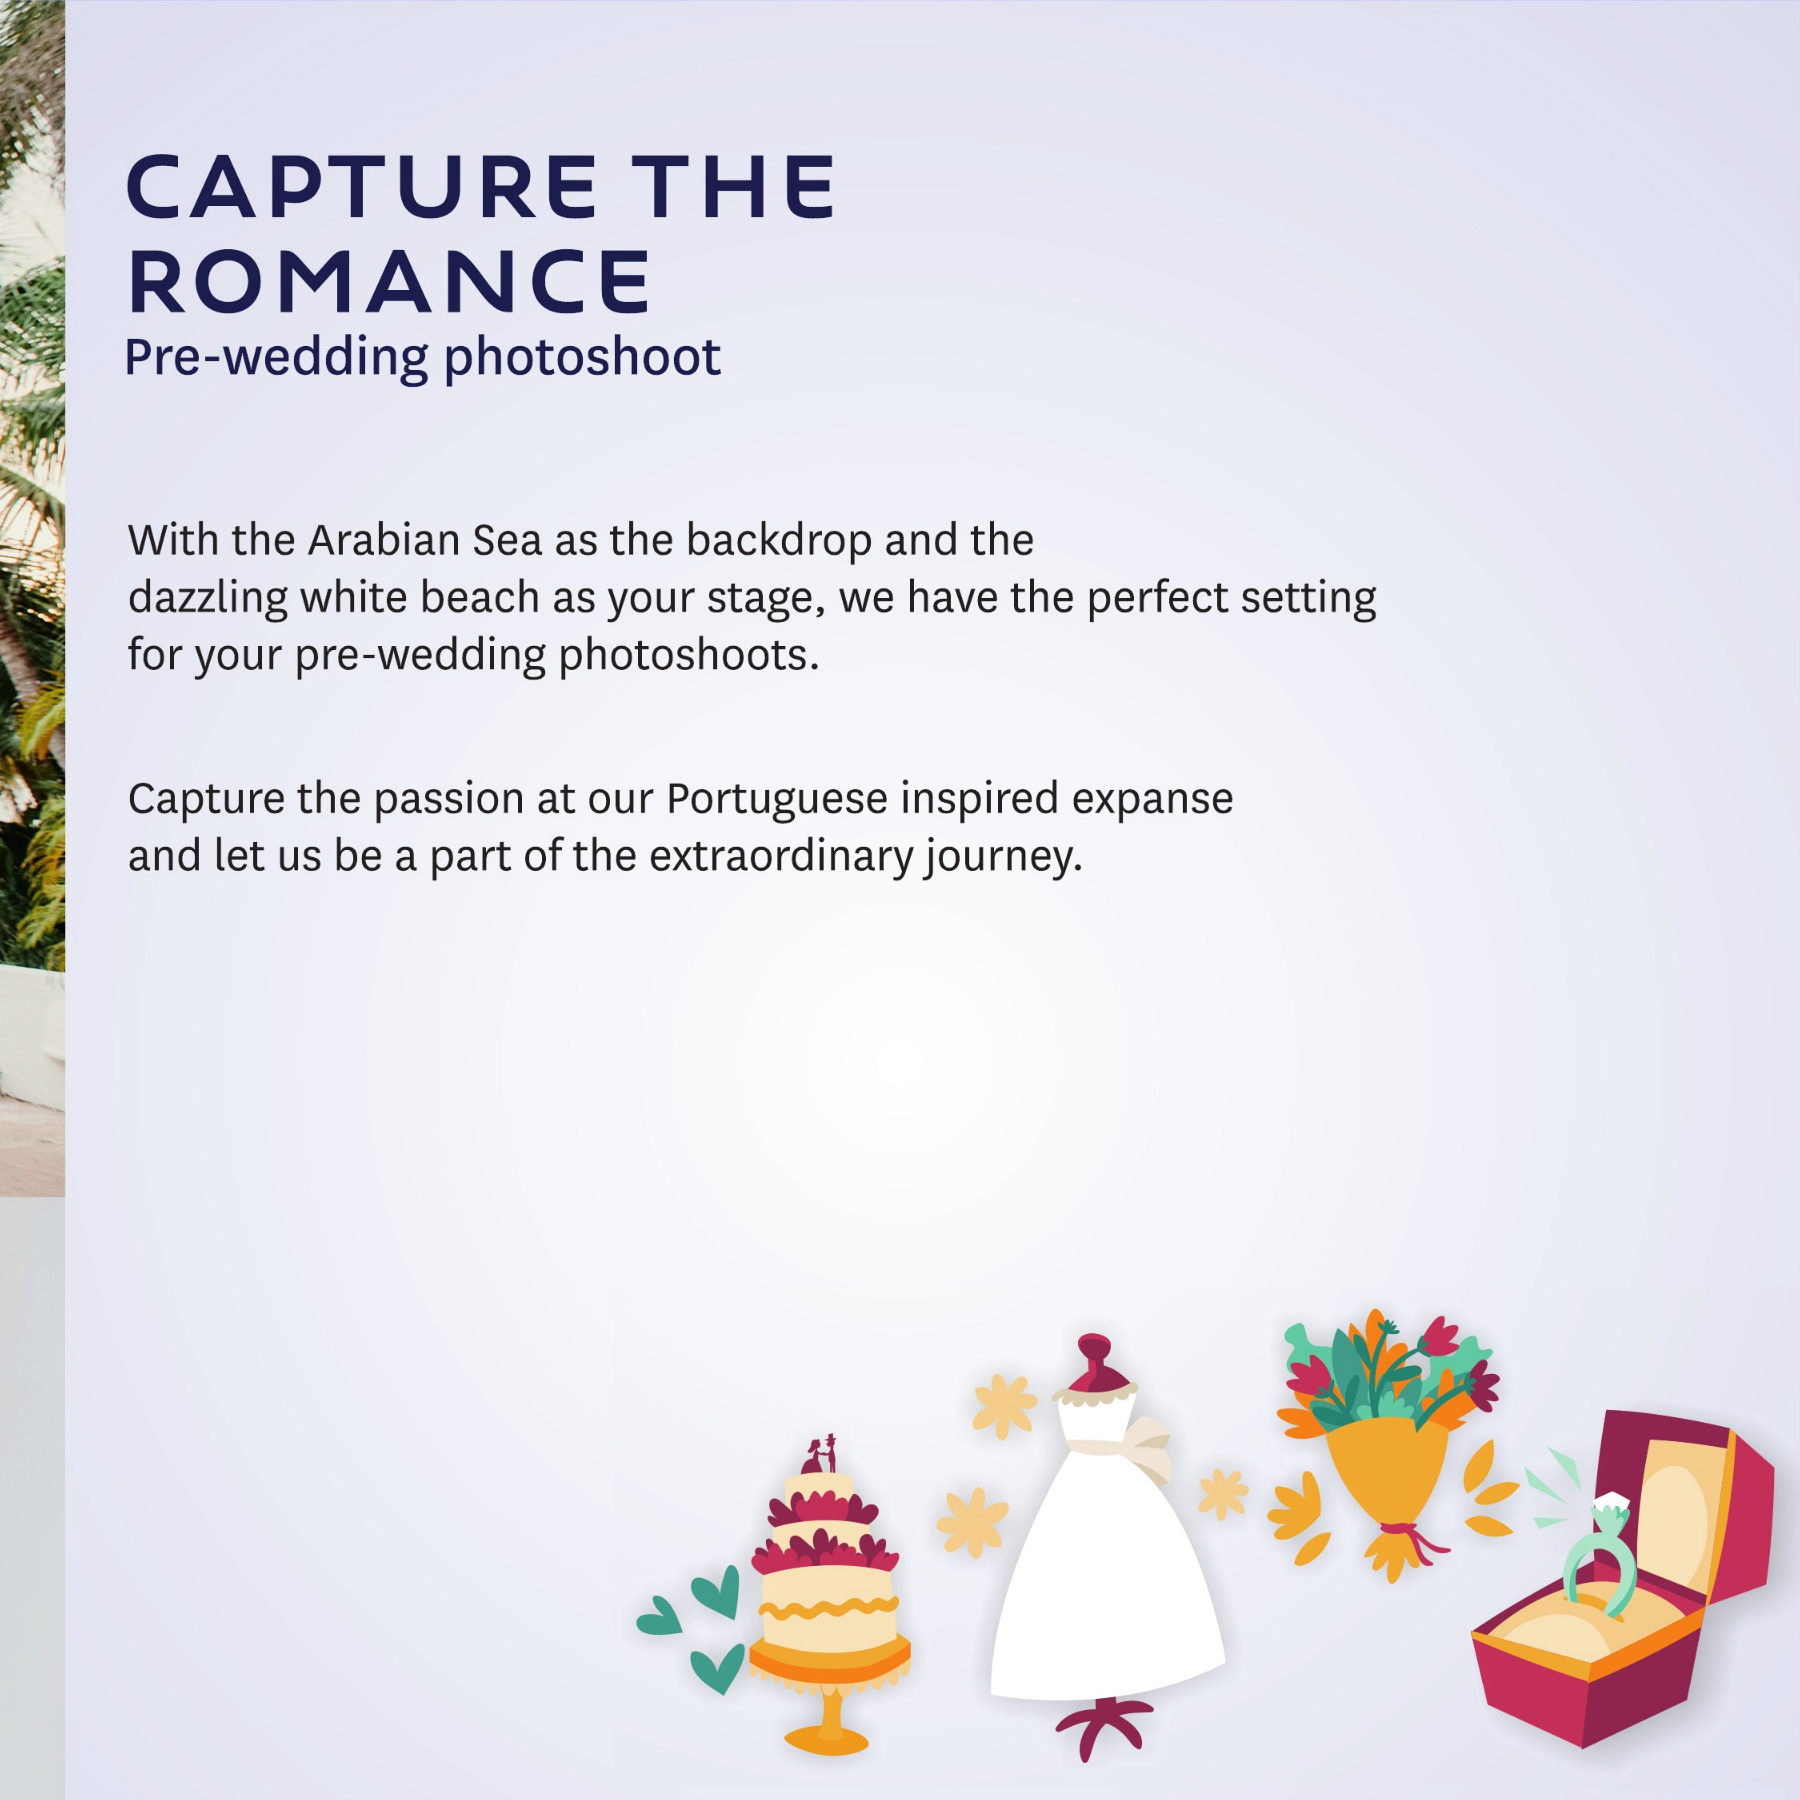 CAPTURE THE
ROMANCE
Pre-wedding photoshoot
With the Arabian Sea as the backdrop and the
dazzling white beach as your stage, we have the perfect setting
for your pre-wedding photoshoots.
Capture the passion at our Portuguese inspired expanse
and let us be a part of the extraordinary journey.